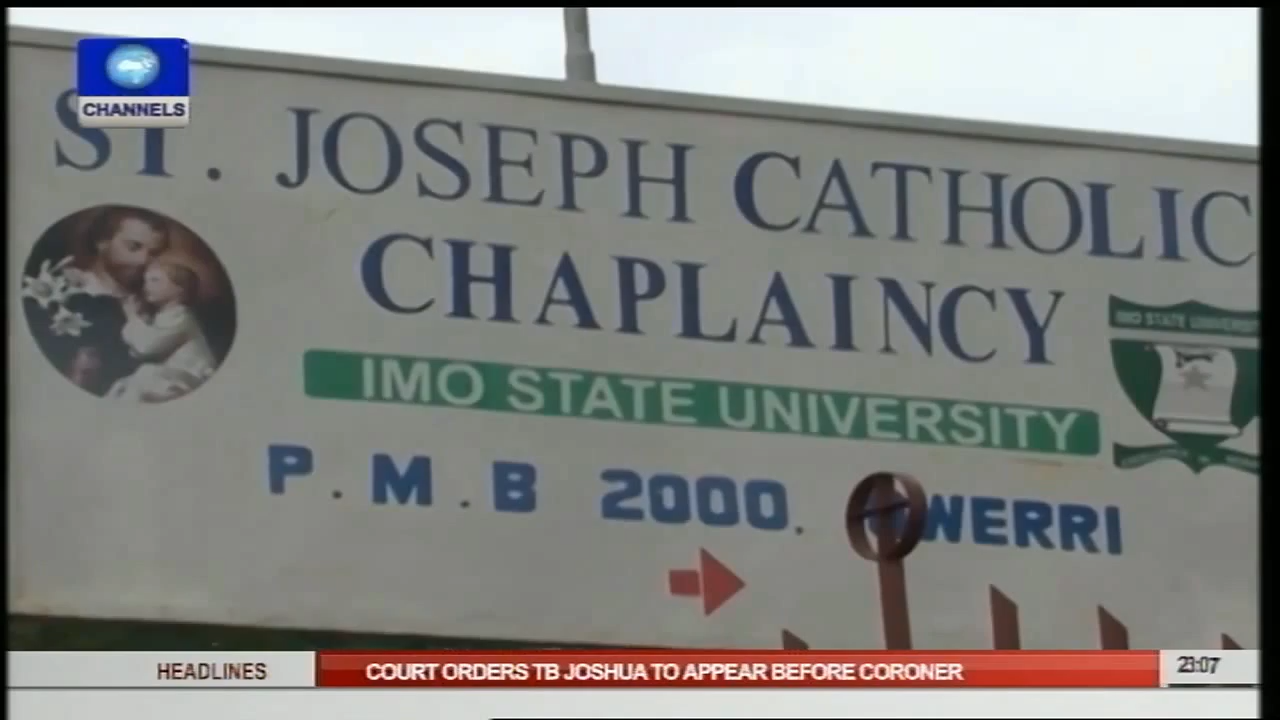 CHANNELS
ST. JOSEPH CATHOLIC
CHAPLAINCY
IMO STATE UNIVERSITY
IMO STATE UNIVERSITY
P.M.B 2000. OWERRI
HEADLINES
COURT ORDERS TB JOSHUA TO APPEAR BEFORE CORONER
23:07